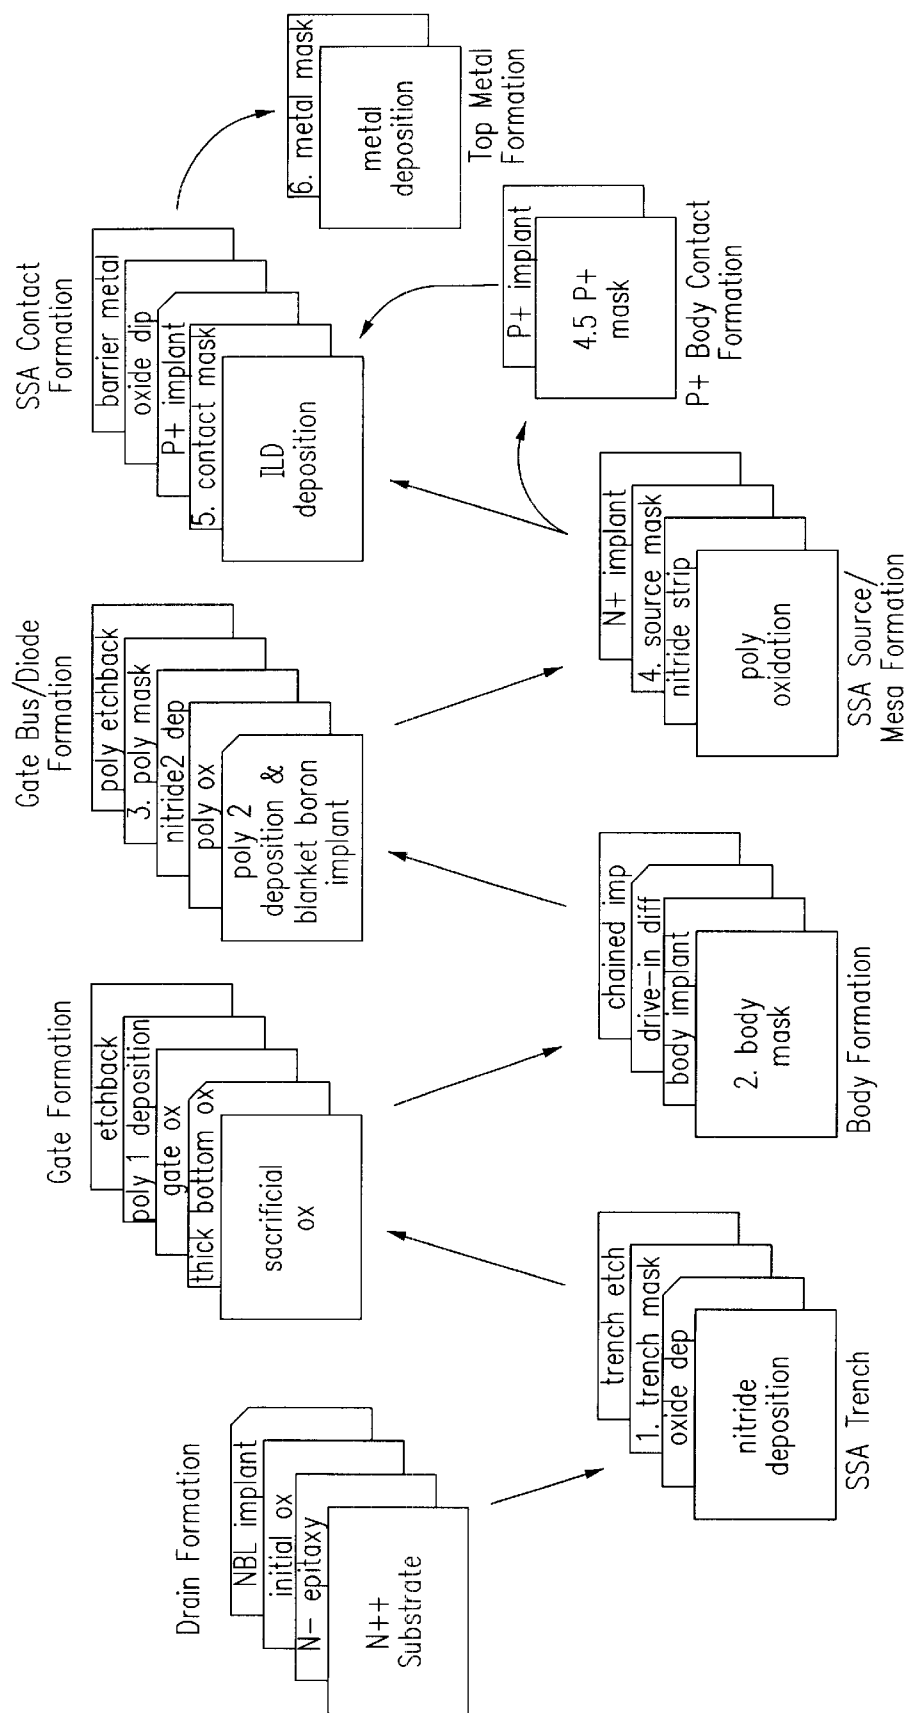 Drain Formation
NBL implant
initial ox
N- epitaxy
N++
Substrate
trench etch
1. trench mask
oxide dep
nitride
deposition
SSA Trench
Gate Formation
etchback
poly 1 deposition
gate ox
thick bottom ox
sacrificial
ox
chained imp
drive-in diff
body implant
2. body
mask
Body Formation
Gate Bus/Diode
Formation
poly etchback
3. poly mask
nitride2 dep
poly ox
poly 2
deposition &
blanket boron
implant
N+ implant
4. source mask
nitride strip
poly
oxidation
SSA Source/
Mesa Formation
P+ implant
4.5 P+
mask
P+ Body Contact
Formation
SSA Contact
Formation
barrier metal
oxide dip
P+ implant
5. contact mask
ILD
deposition
6. metal mask
metal
deposition
Top Metal
Formation